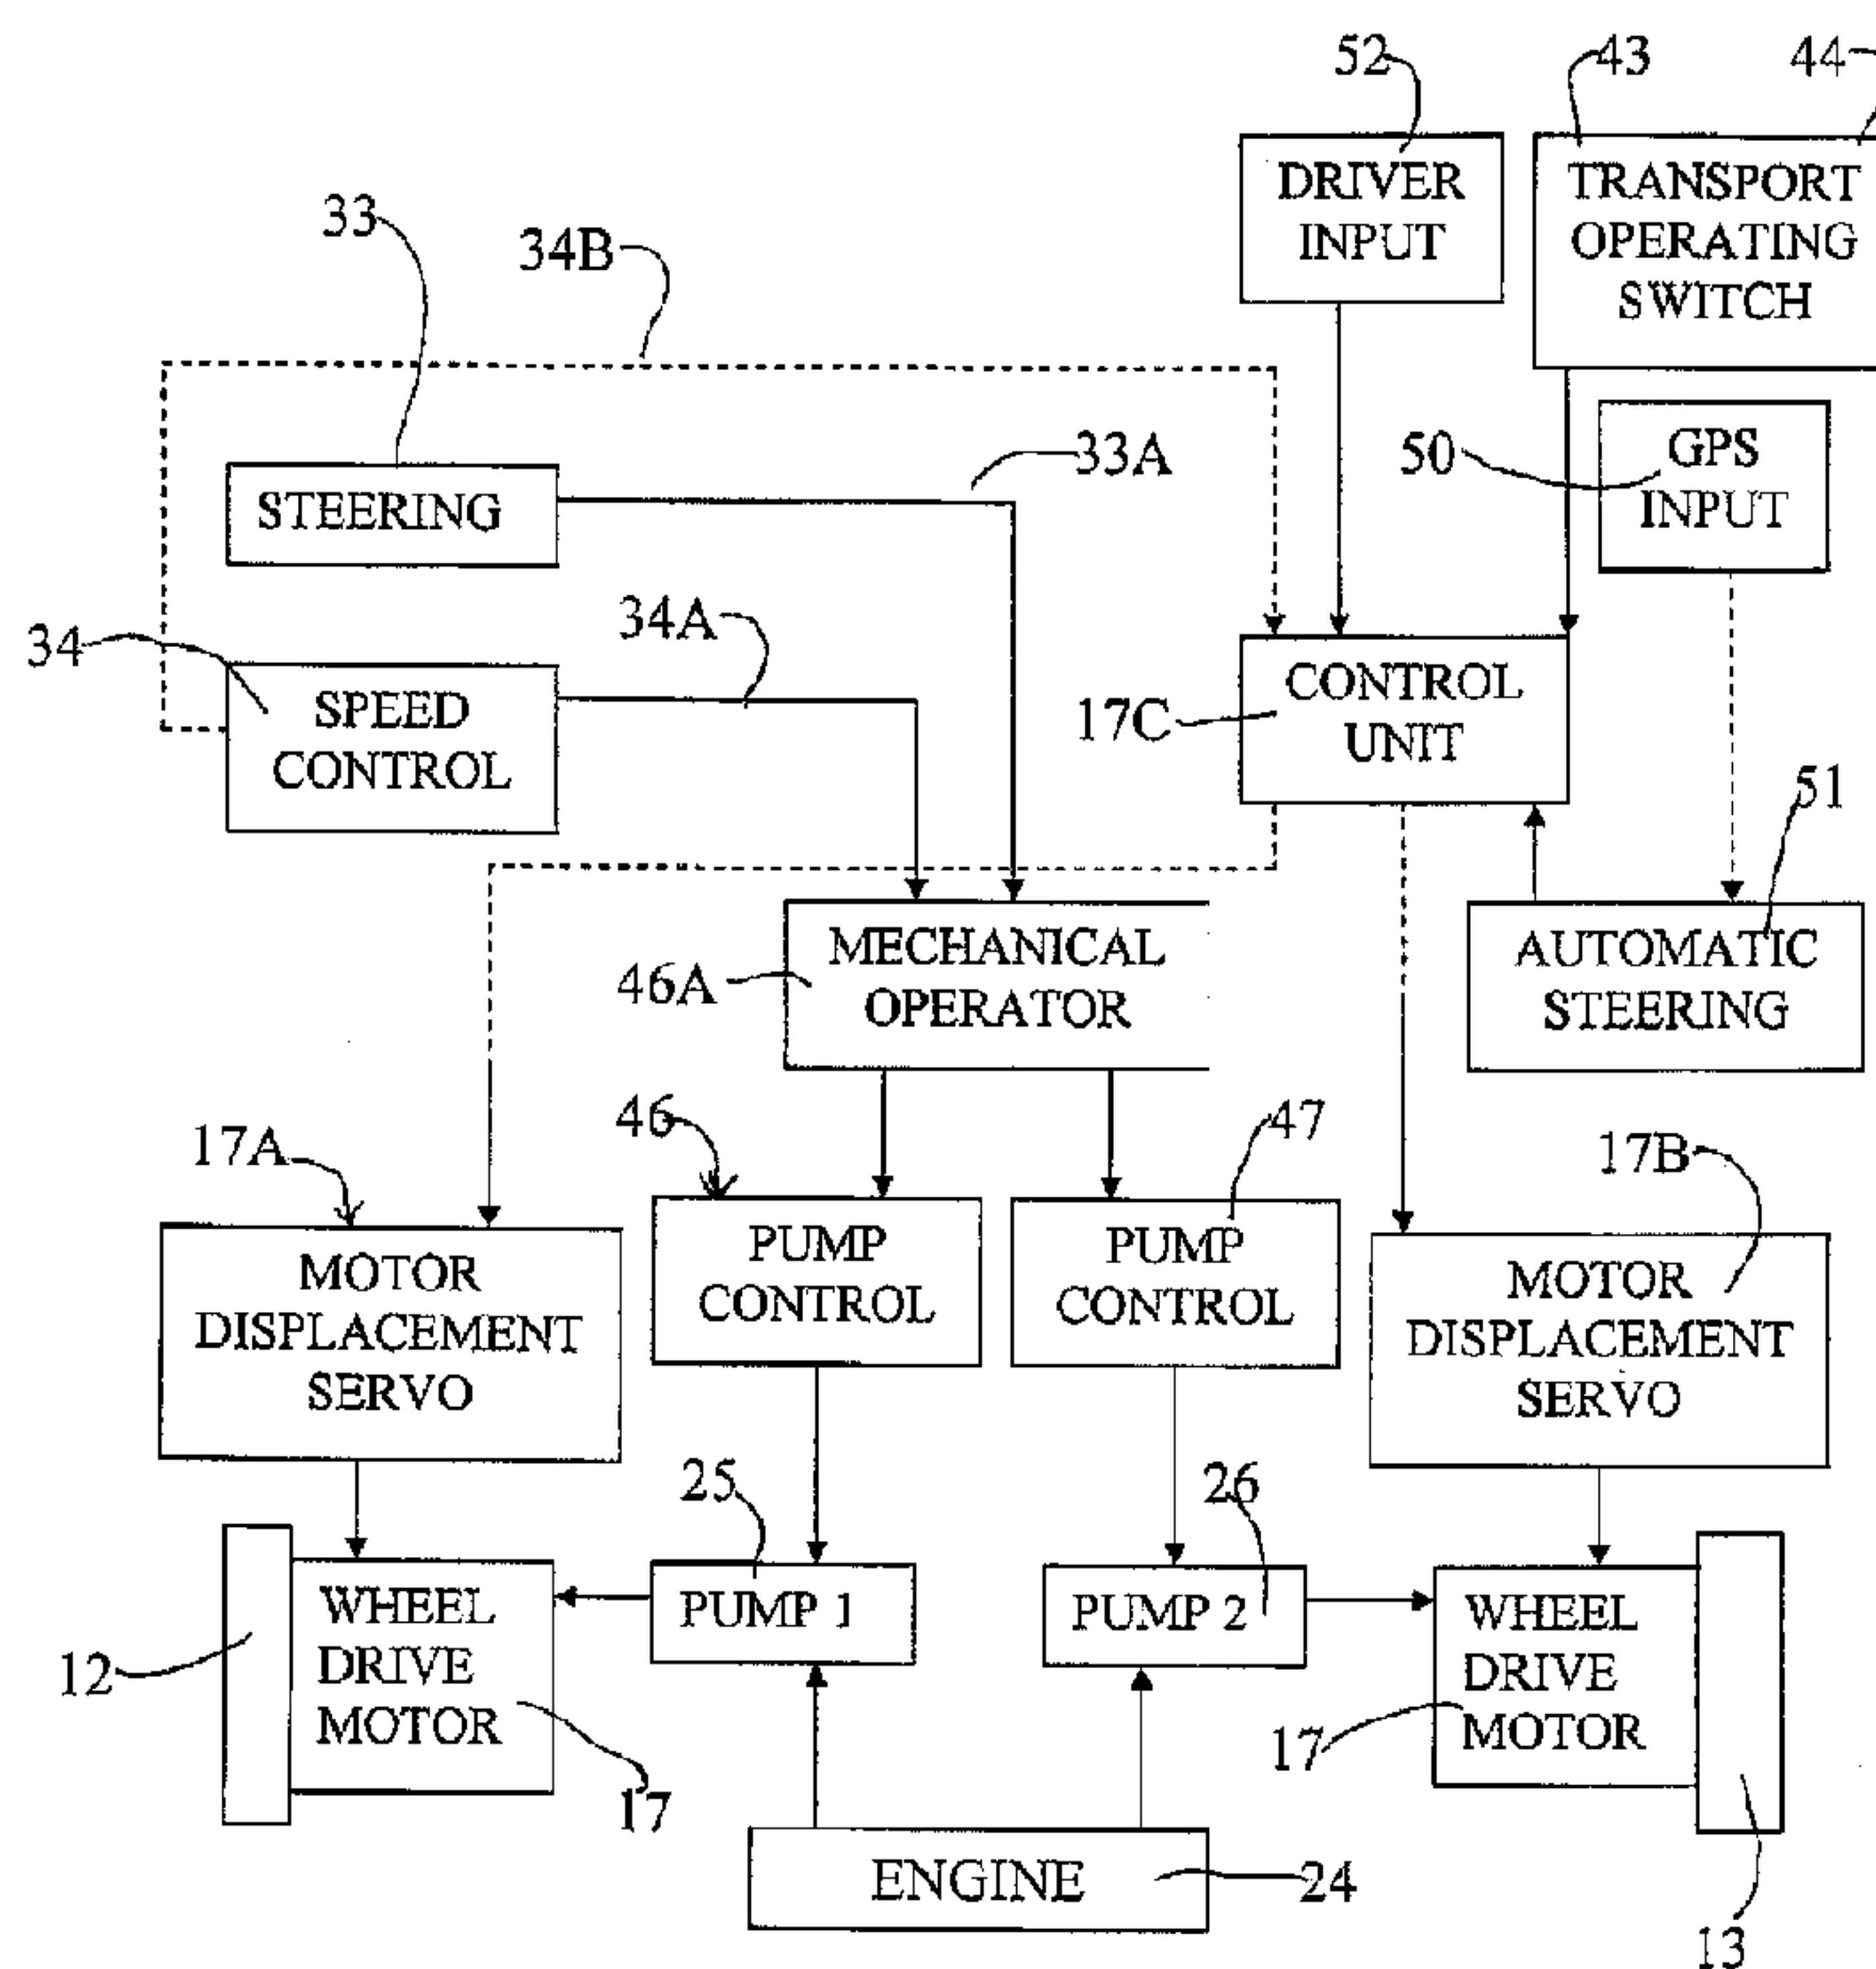 52
43
44
DRIVER
INPUT
TRANSPORT
OPERATING
SWITCH
33
34B
33A
50
GPS
INPUT
STEERING
34A
34
SPEED
CONTROL
17C
CONTROL
UNIT
51
46A
MECHANICAL
OPERATOR
AUTOMATIC
STEERING
17A
46
47
17B
MOTOR
DISPLACEMENT
SERVO
PUMP
CONTROL
PUMP
CONTROL
MOTOR
DISPLACEMENT
SERVO
25
26
12
WHEEL
DRIVE
MOTOR
PUMP 1
PUMP 2
WHEEL
DRIVE
MOTOR
17
17
ENGINE
24
13